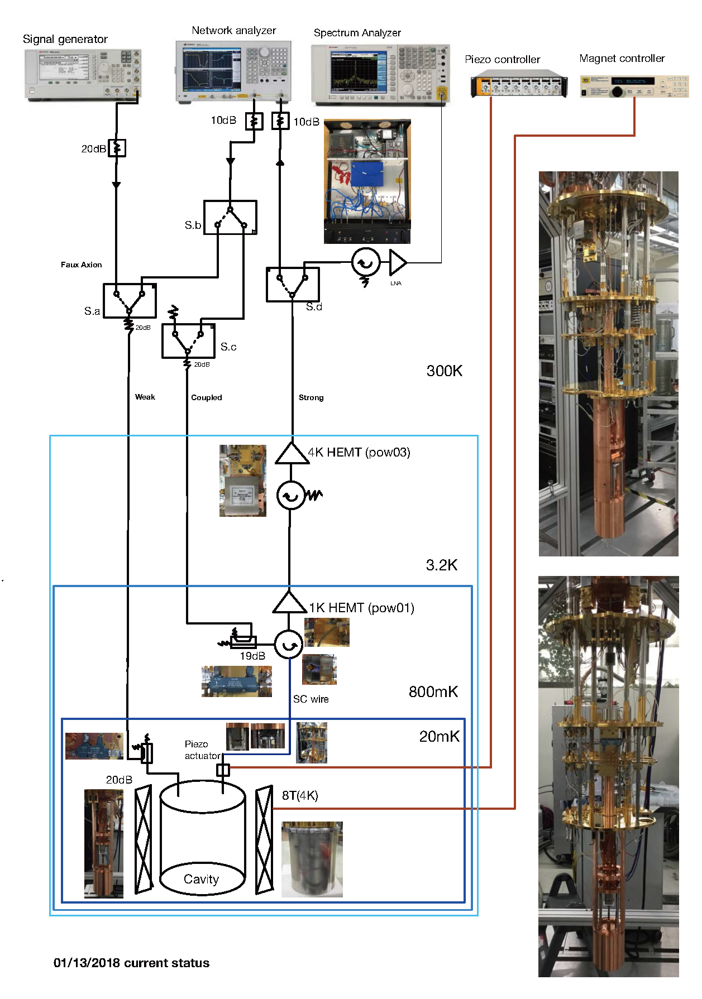 Signal generator
Network analyzer
Spectrum Analyzer
Piezo controller
Magnet controller
10dB
10dB
20dB
S.b
Faux Axion
LNA
S.a
S.d
20dB
S.c
20dB
300K
Weak
Coupled
Strong
4K HEMT (pow03)
3.2K
1K HEMT (pow01)
19dB
800mK
SC wire
20mK
Piezo
actuator
20dB
8T(4K)
Cavity
01/13/2018 current status